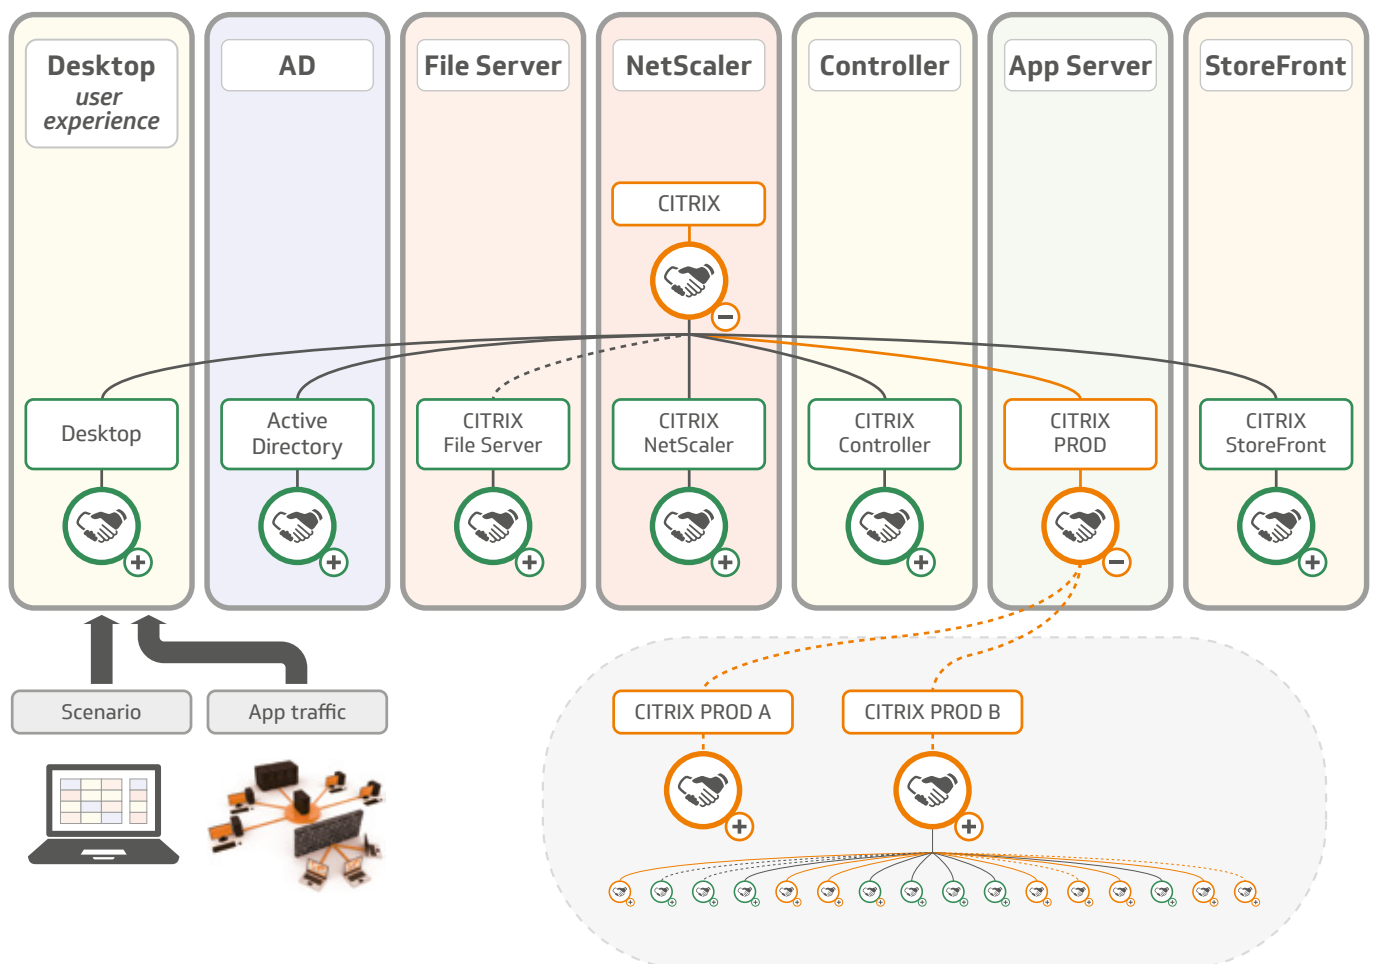 Desktop
user
experience
AD
File Server
NetScaler
Controller
App Server
StoreFront
CITRIX
Desktop
Active
Directory
CITRIX
File Server
CITRIX
NetScaler
CITRIX
Controller
CITRIX
PROD
CITRIX
StoreFront
Scenario
App traffic
CITRIX PROD A
CITRIX PROD B